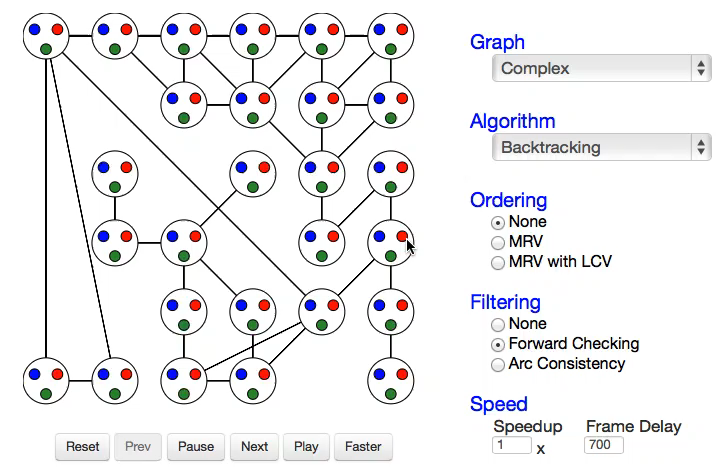 Graph
Complex
Algorithm
Backtracking
Ordering
None
MRV
MRV with LCV
Filtering
None
Forward Checking
Arc Consistency
Speed
Speedup Frame Delay
1 x 700
Reset Prev Pause Next Play Faster